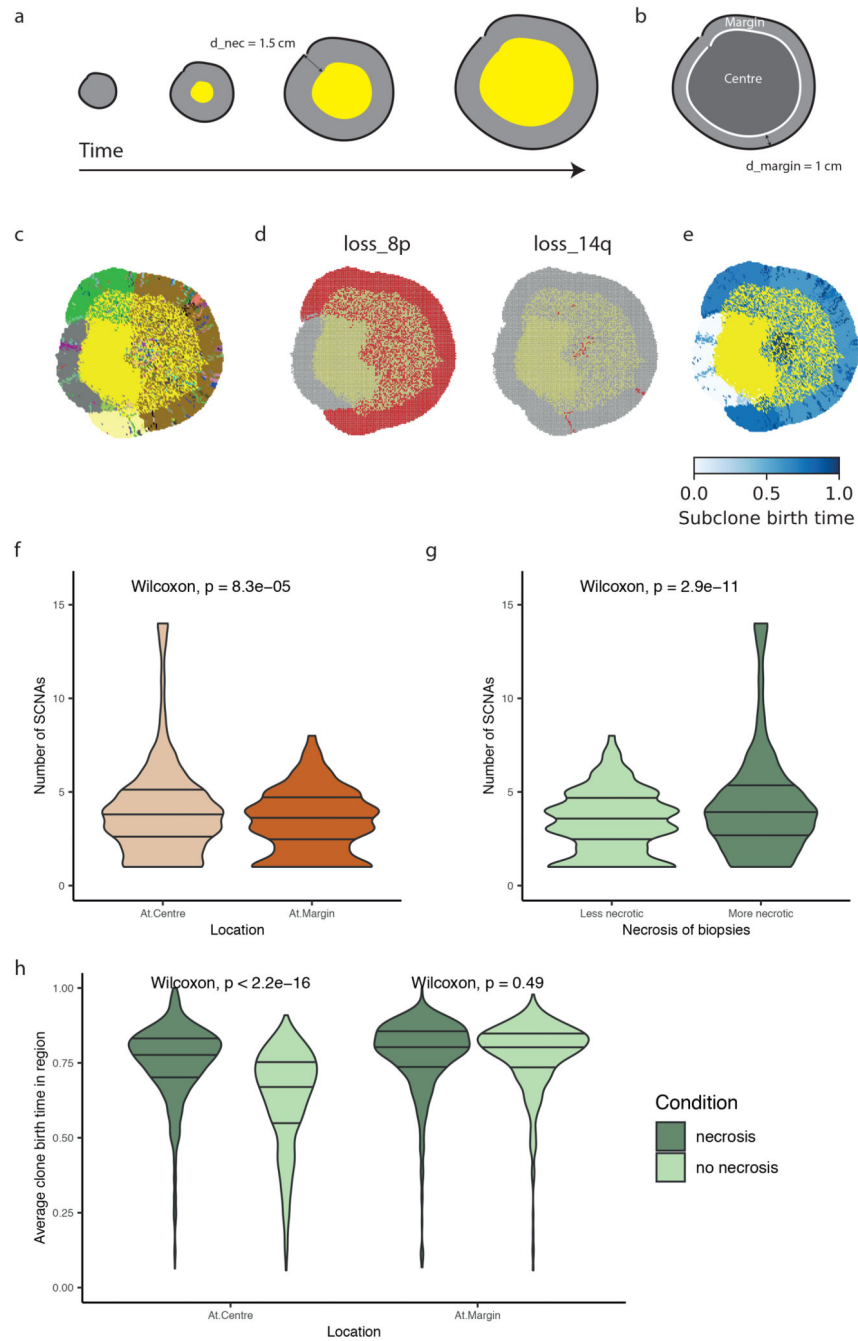 a
b
d_nec = 1.5 cm
Margin
Centre
Time
d_margin = 1 cm
c
d
loss_8p
loss_14q
e
0.0 0.5 1.0
Subclone birth time
f
g
Wilcoxon, p = 8.3e−05
Wilcoxon, p = 2.9e−11
15
10
5
0
Number of SCNAs
At.Centre At.Margin
Location
15
10
5
0
Number of SCNAs
Less necrotic More necrotic
Necrosis of biopsies
h
Wilcoxon, p < 2.2e−16
Wilcoxon, p = 0.49
1.00
0.75
0.50
0.25
0.00
Average clone birth time in region
At.Centre At.Margin
Location
Condition
necrosis
no necrosis